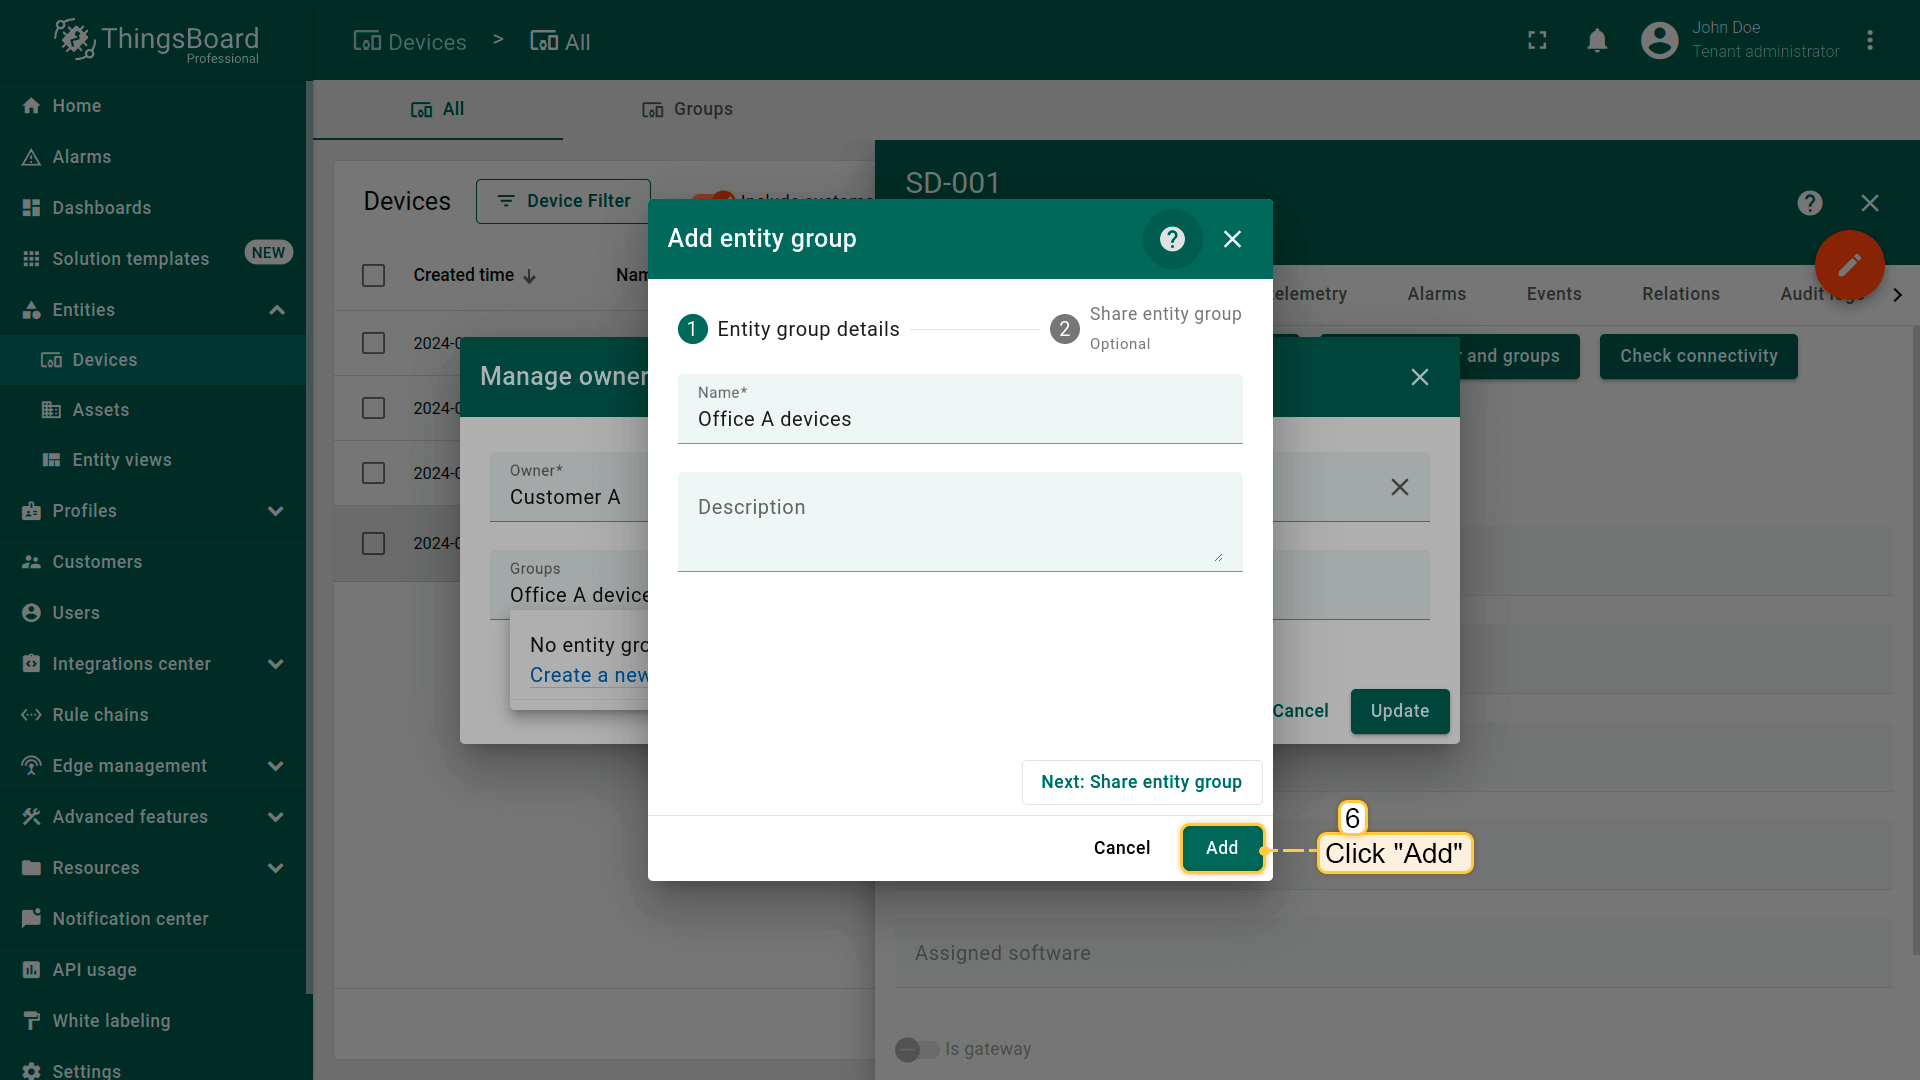 ThingsBoard
Professional
Devices > All
John Doe
Tenant administrator
Home
Alarms
Dashboards
Solution templates NEW
Entities
Devices
Assets
Entity views
Profiles
Customers
Users
Integrations center
Rule chains
Edge management
Advanced features
Resources
Notification center
API usage
White labeling
Settings
All Groups
Devices Device Filter
Created time
2024-0
2024-0
2024-0
2024-0
SD-001
elemetry Alarms Events Relations Audit logs
and groups Check connectivity
Assigned software
Is gateway
Manage owner
Owner*
Customer A
Groups
Office A device
No entity gro
Create a new
Cancel Update
Add entity group
1 Entity group details
2 Share entity group
Optional
Name*
Office A devices
Description
Next: Share entity group
Cancel Add
6
Click "Add"